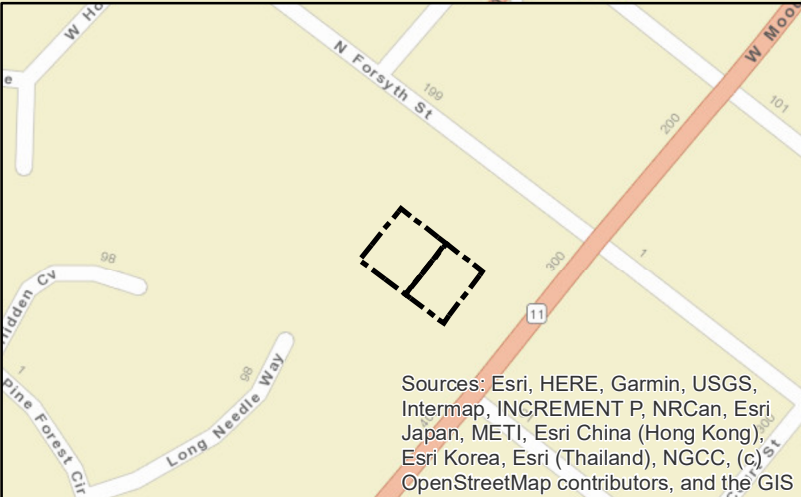 W Ho
W Moo
e
N Forsyth St
199
101
200
98
1
300
Hidden Cv
11
98
1
Pine Forest Cir
Long Needle Way
Sources: Esri, HERE, Garmin, USGS,
Intermap, INCREMENT P, NRCan, Esri
Japan, METI, Esri China (Hong Kong),
Esri Korea, Esri (Thailand), NGCC, (c)
OpenStreetMap contributors, and the GIS